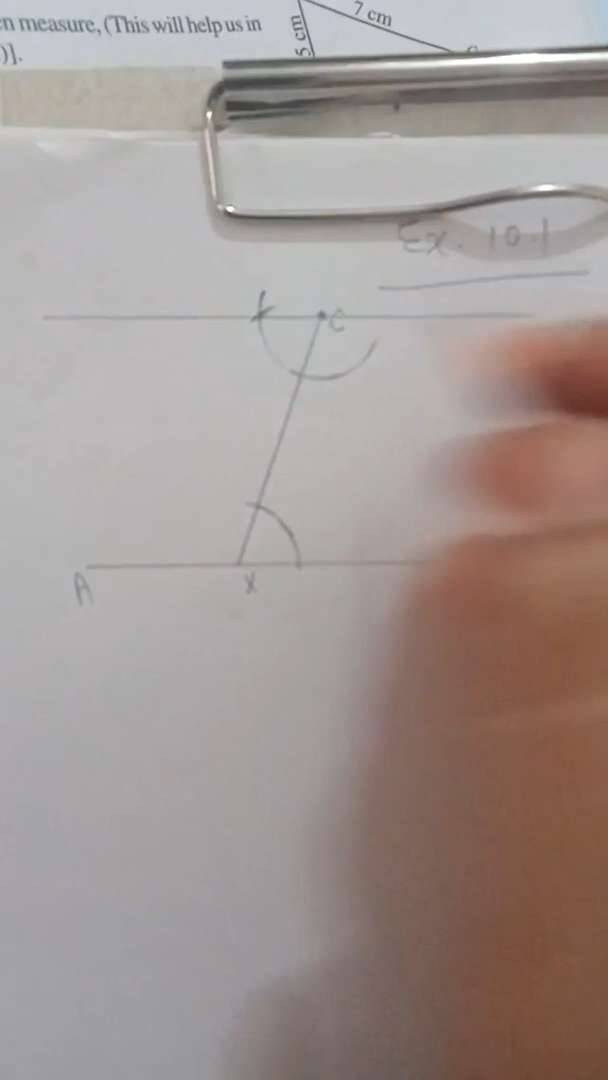 n measure, (This will help us in
)].
7 cm
5 cm
Ex. 10.1
C
A
X